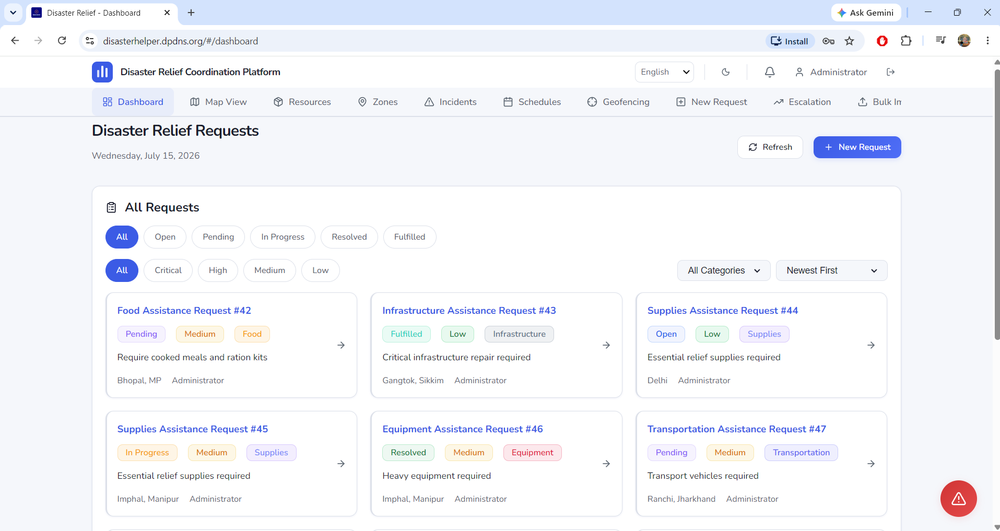 Disaster Relief - Dashboard
Ask Gemini
disasterhelper.dpdns.org/#/dashboard
Install
Disaster Relief Coordination Platform
English
Administrator
Dashboard
Map View
Resources
Zones
Incidents
Schedules
Geofencing
New Request
Escalation
Bulk Im
Disaster Relief Requests
Wednesday, July 15, 2026
Refresh
+ New Request
All Requests
All
Open
Pending
In Progress
Resolved
Fulfilled
All
Critical
High
Medium
Low
All Categories
Newest First
Food Assistance Request #42
Pending
Medium
Food
Require cooked meals and ration kits
Bhopal, MP Administrator
Infrastructure Assistance Request #43
Fulfilled
Low
Infrastructure
Critical infrastructure repair required
Gangtok, Sikkim Administrator
Supplies Assistance Request #44
Open
Low
Supplies
Essential relief supplies required
Delhi Administrator
Supplies Assistance Request #45
In Progress
Medium
Supplies
Essential relief supplies required
Imphal, Manipur Administrator
Equipment Assistance Request #46
Resolved
Medium
Equipment
Heavy equipment required
Imphal, Manipur Administrator
Transportation Assistance Request #47
Pending
Medium
Transportation
Transport vehicles required
Ranchi, Jharkhand Administrator